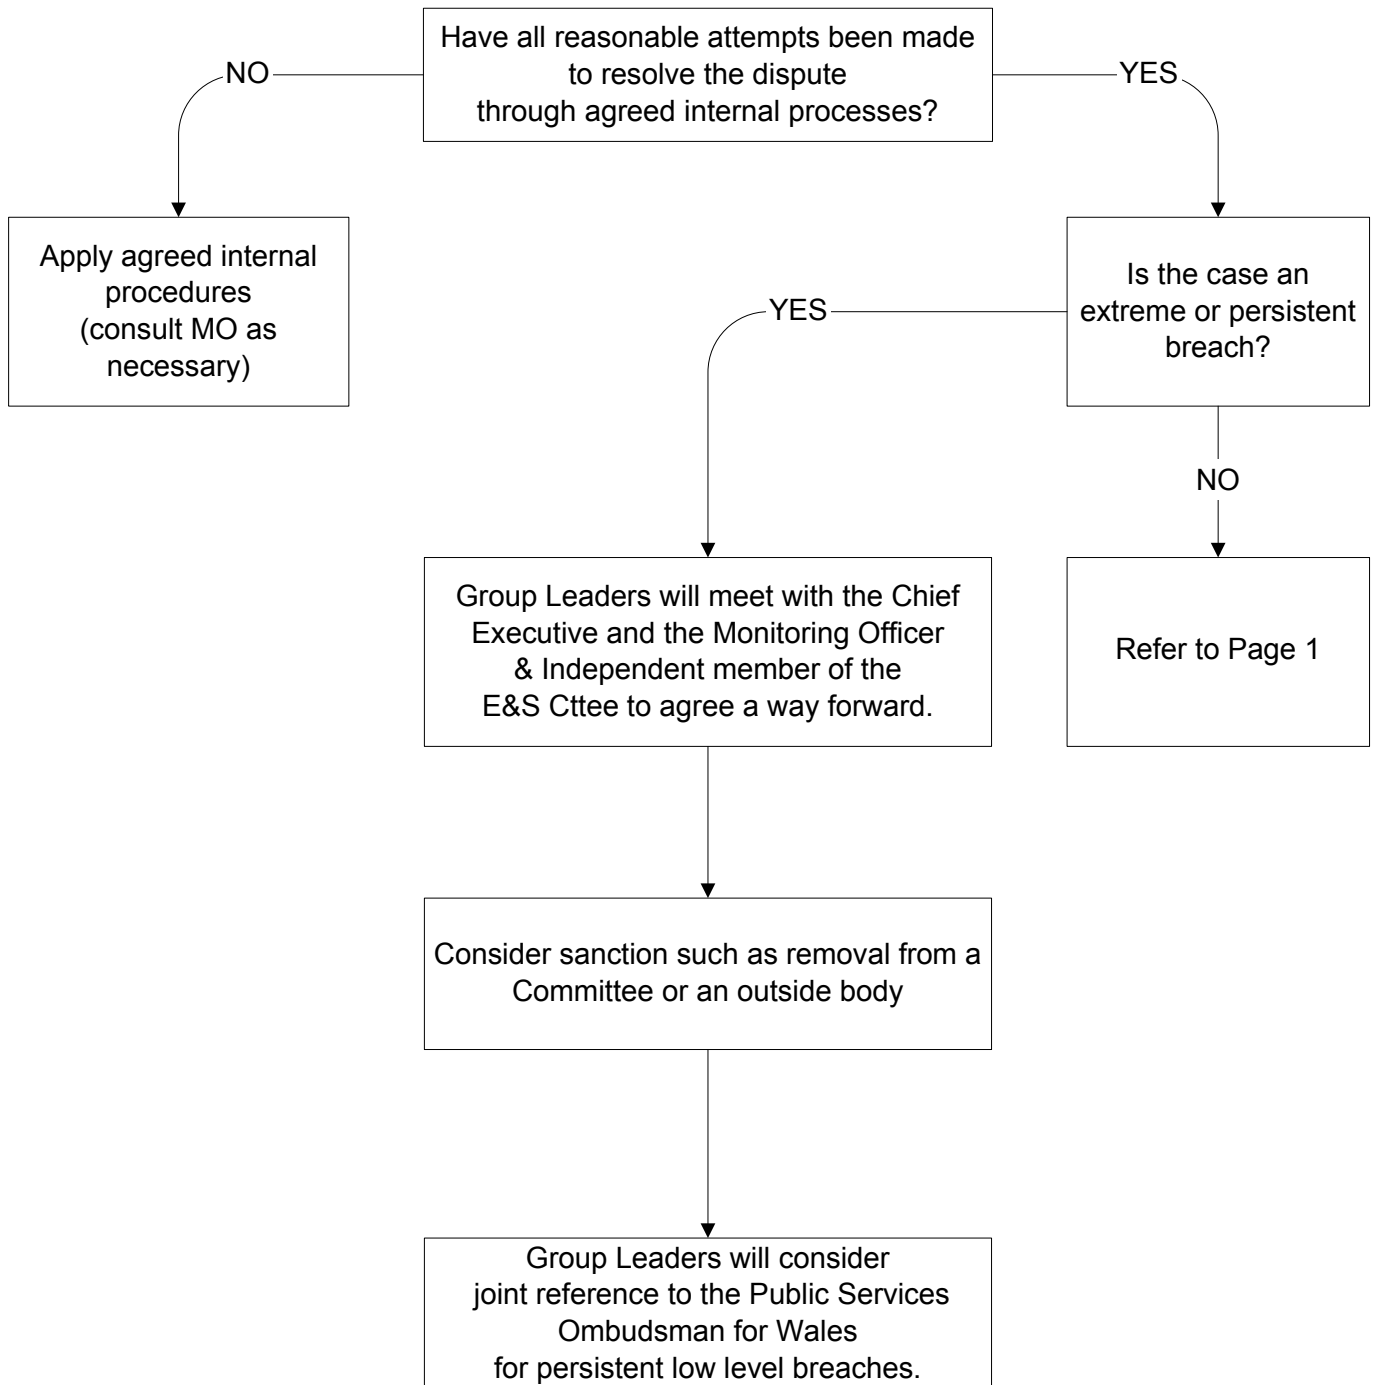 Have all reasonable attempts been made
to resolve the dispute
through agreed internal processes?
NO
YES
Apply agreed internal
procedures
(consult MO as
necessary)
Is the case an
extreme or persistent
breach?
YES
NO
Group Leaders will meet with the Chief
Executive and the Monitoring Officer
& Independent member of the
E&S Cttee to agree a way forward.
Refer to Page 1
Consider sanction such as removal from a
Committee or an outside body
Group Leaders will consider
joint reference to the Public Services
Ombudsman for Wales
for persistent low level breaches.